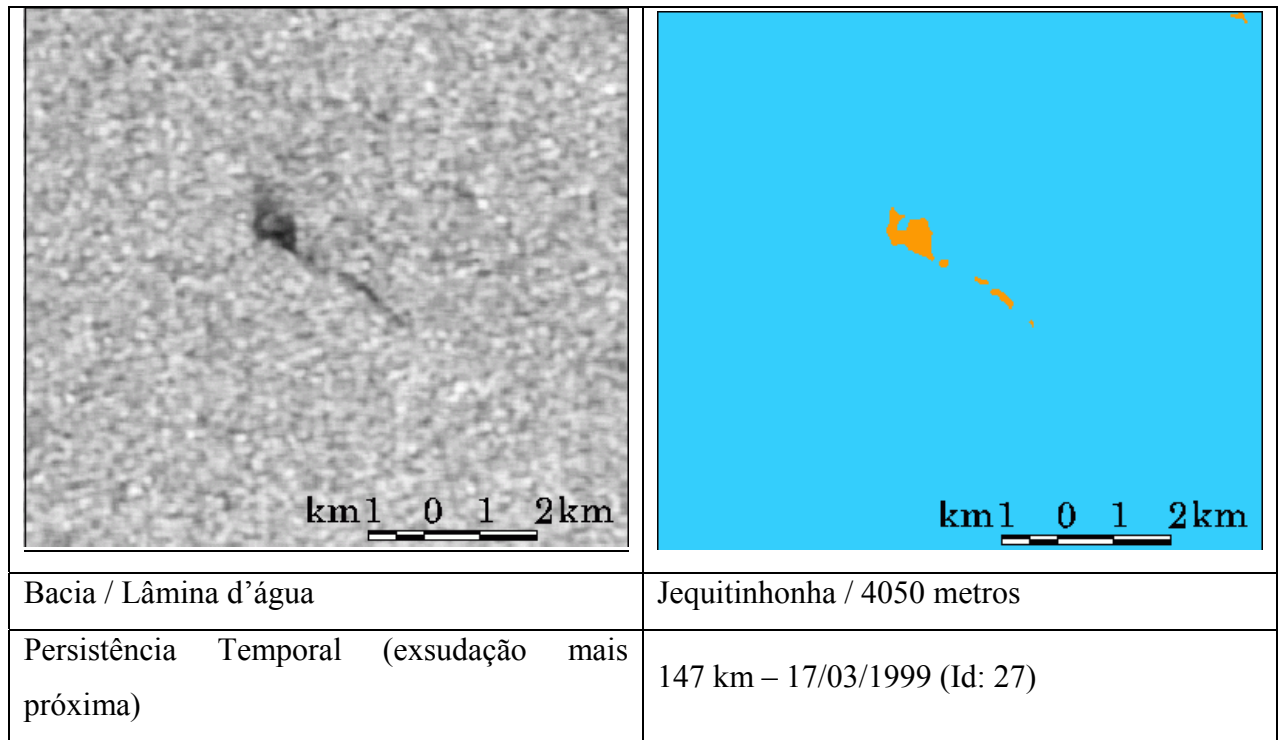 km1 0 1 2km
km1 0 1 2km
Bacia / Lâmina d’água
Jequitinhonha / 4050 metros
Persistência Temporal (exsudação mais
próxima)
147 km – 17/03/1999 (Id: 27)